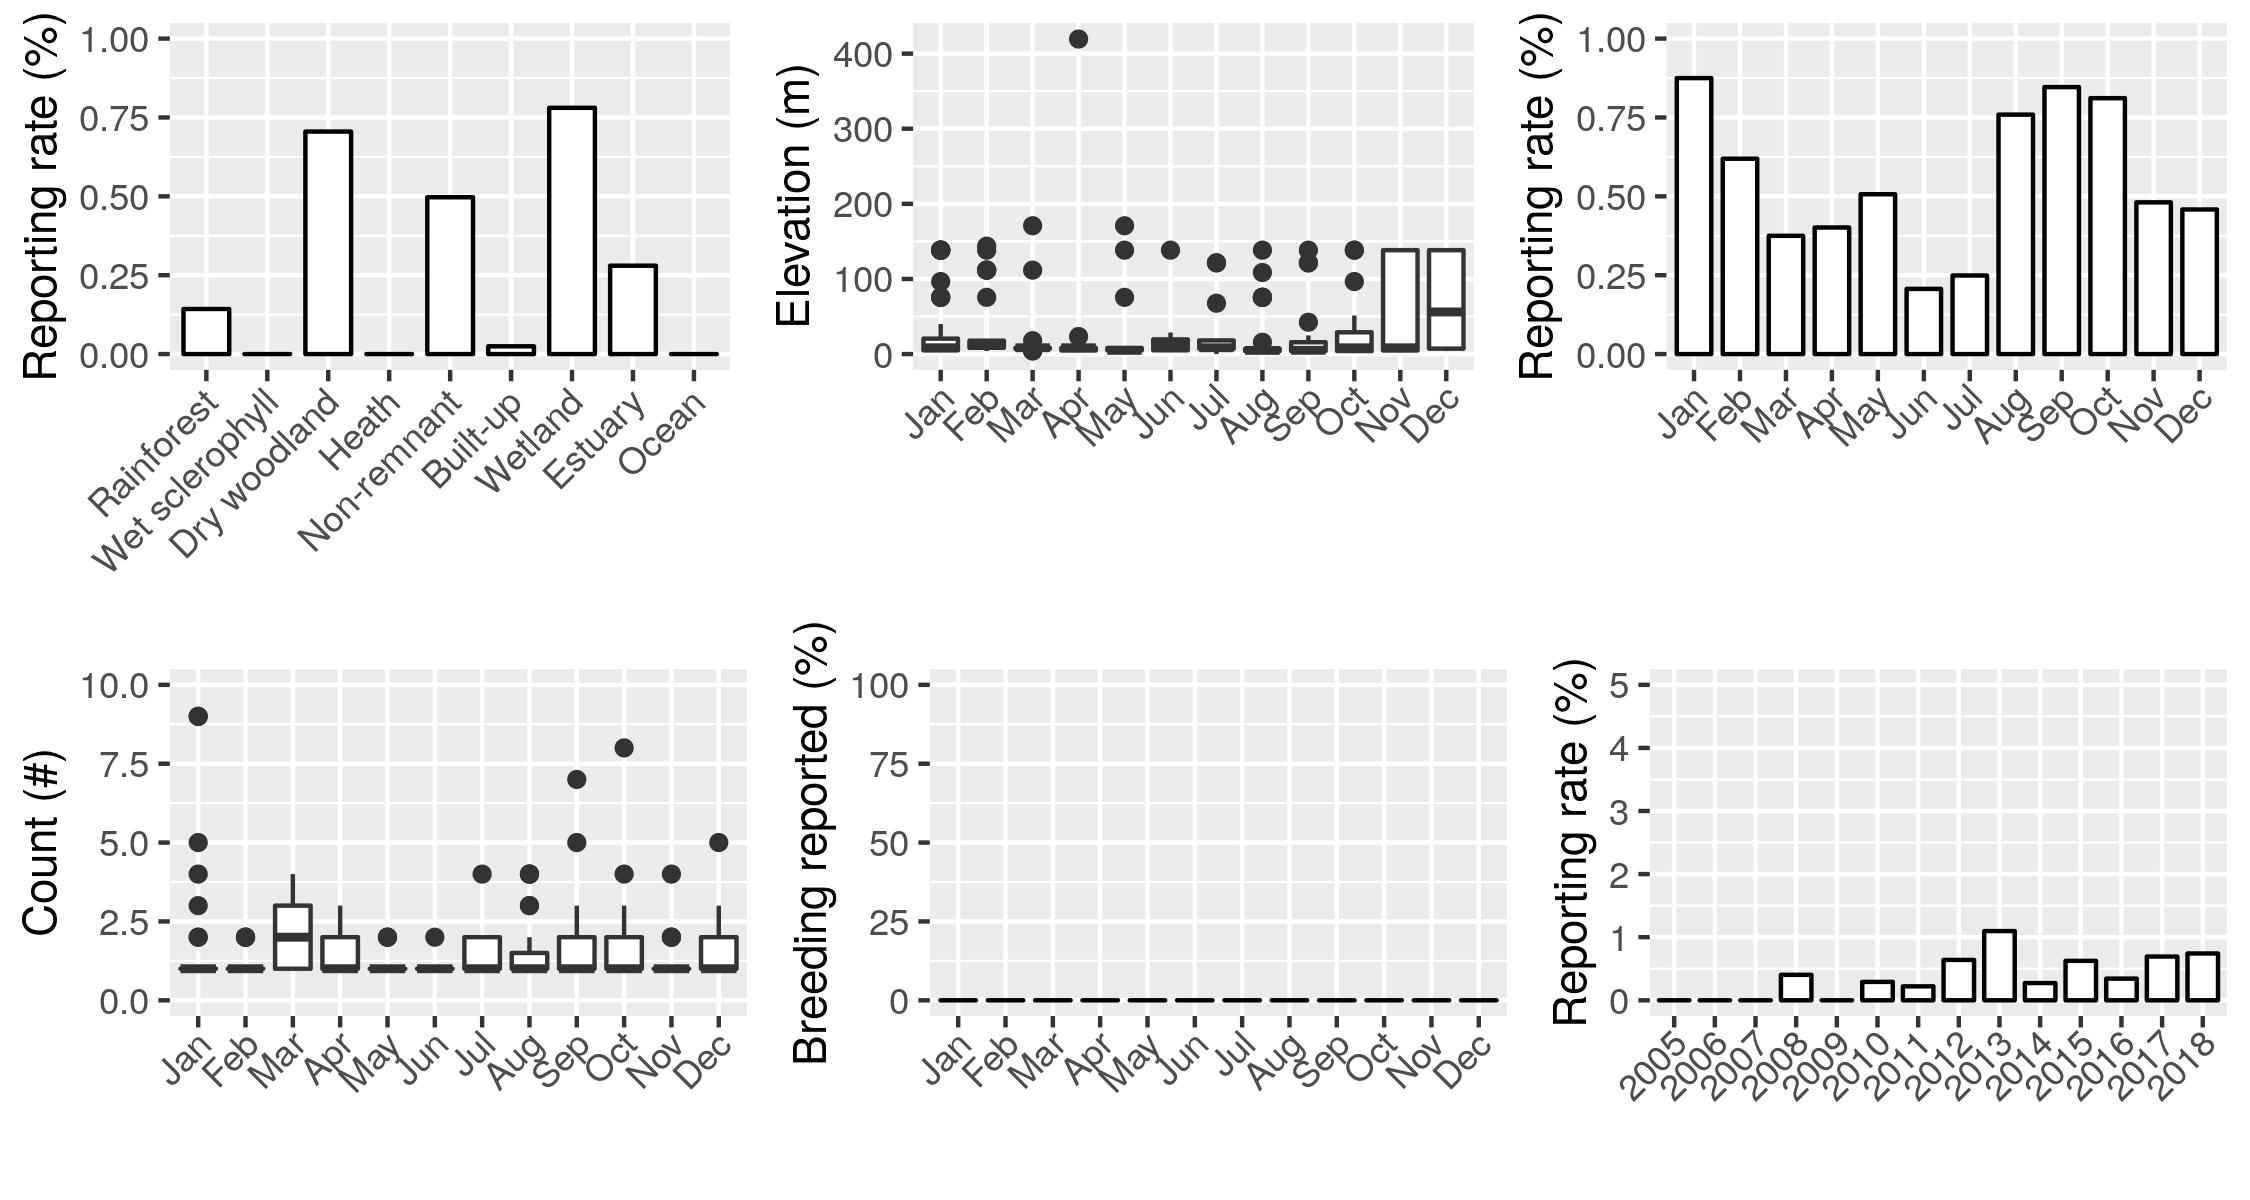 Reporting rate (%)
1.00
0.75
0.50
0.25
0.00
Rainforest
Wet sclerophyll
Dry woodland
Heath
Non-remnant
Built-up
Wetland
Estuary
Ocean
Elevation (m)
400
300
200
100
0
Jan
Feb
Mar
Apr
May
Jun
Jul
Aug
Sep
Oct
Nov
Dec
Reporting rate (%)
1.00
0.75
0.50
0.25
0.00
Jan
Feb
Mar
Apr
May
Jun
Jul
Aug
Sep
Oct
Nov
Dec
Count (#)
10.0
7.5
5.0
2.5
0.0
Jan
Feb
Mar
Apr
May
Jun
Jul
Aug
Sep
Oct
Nov
Dec
Breeding reported (%)
100
75
50
25
0
Jan
Feb
Mar
Apr
May
Jun
Jul
Aug
Sep
Oct
Nov
Dec
Reporting rate (%)
5
4
3
2
1
0
2005
2006
2007
2008
2009
2010
2011
2012
2013
2014
2015
2016
2017
2018